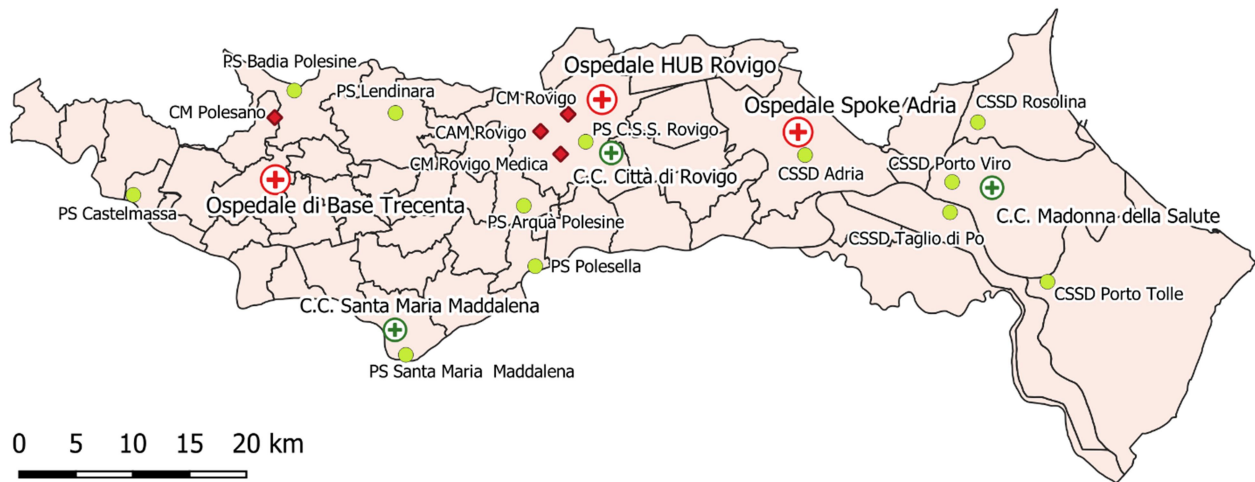 PS Badia Polesine
Ospedale HUB Rovigo
PS Lendinara
CM Rovigo
CM Polesano
Ospedale Spoke Adria
CSSD Rosolina
CAM Rovigo
PS C.S.S. Rovigo
CM Rovigo Medica
C.C. Città di Rovigo
CSSD Adria
CSSD Porto Viro
PS Castelmassa
Ospedale di Base Trecenta
PS Arquà Polesine
C.C. Madonna della Salute
CSSD Taglio di Po
PS Polesella
CSSD Porto Tolle
C.C. Santa Maria Maddalena
PS Santa Maria Maddalena
0 5 10 15 20 km